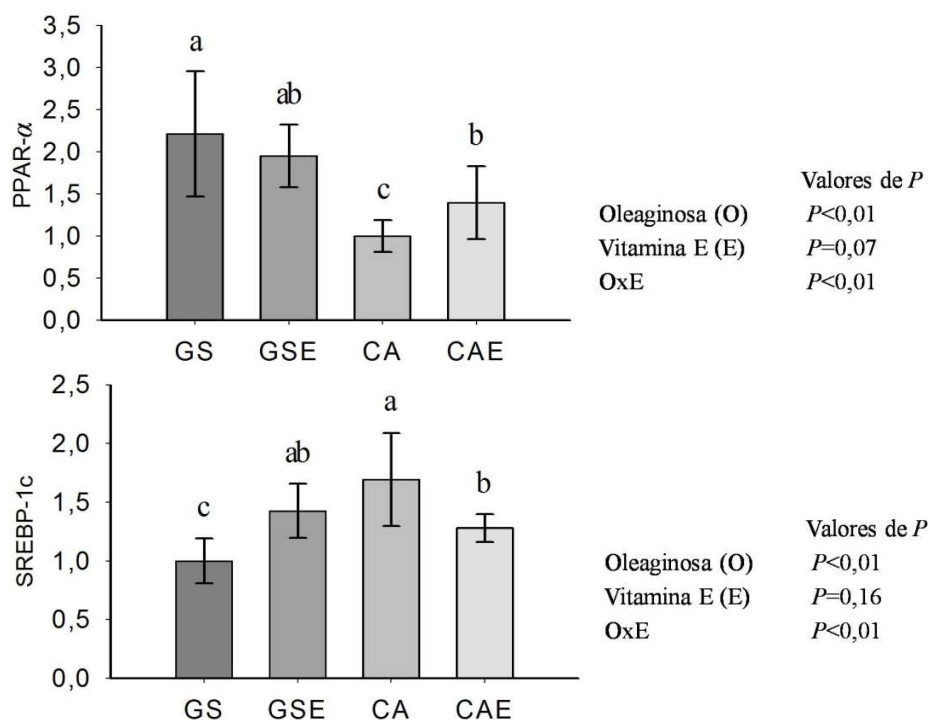 3,5
3,0
2,5
2,0
1,5
1,0
0,5
0,0
PPAR-α
a
ab
c
b
GS GSE CA CAE
Valores de P
Oleaginosa (O) P<0,01
Vitamina E (E) P=0,07
OxE P<0,01
2,5
2,0
1,5
1,0
0,5
0,0
SREBP-1c
c
ab
a
b
GS GSE CA CAE
Valores de P
Oleaginosa (O) P<0,01
Vitamina E (E) P=0,16
OxE P<0,01